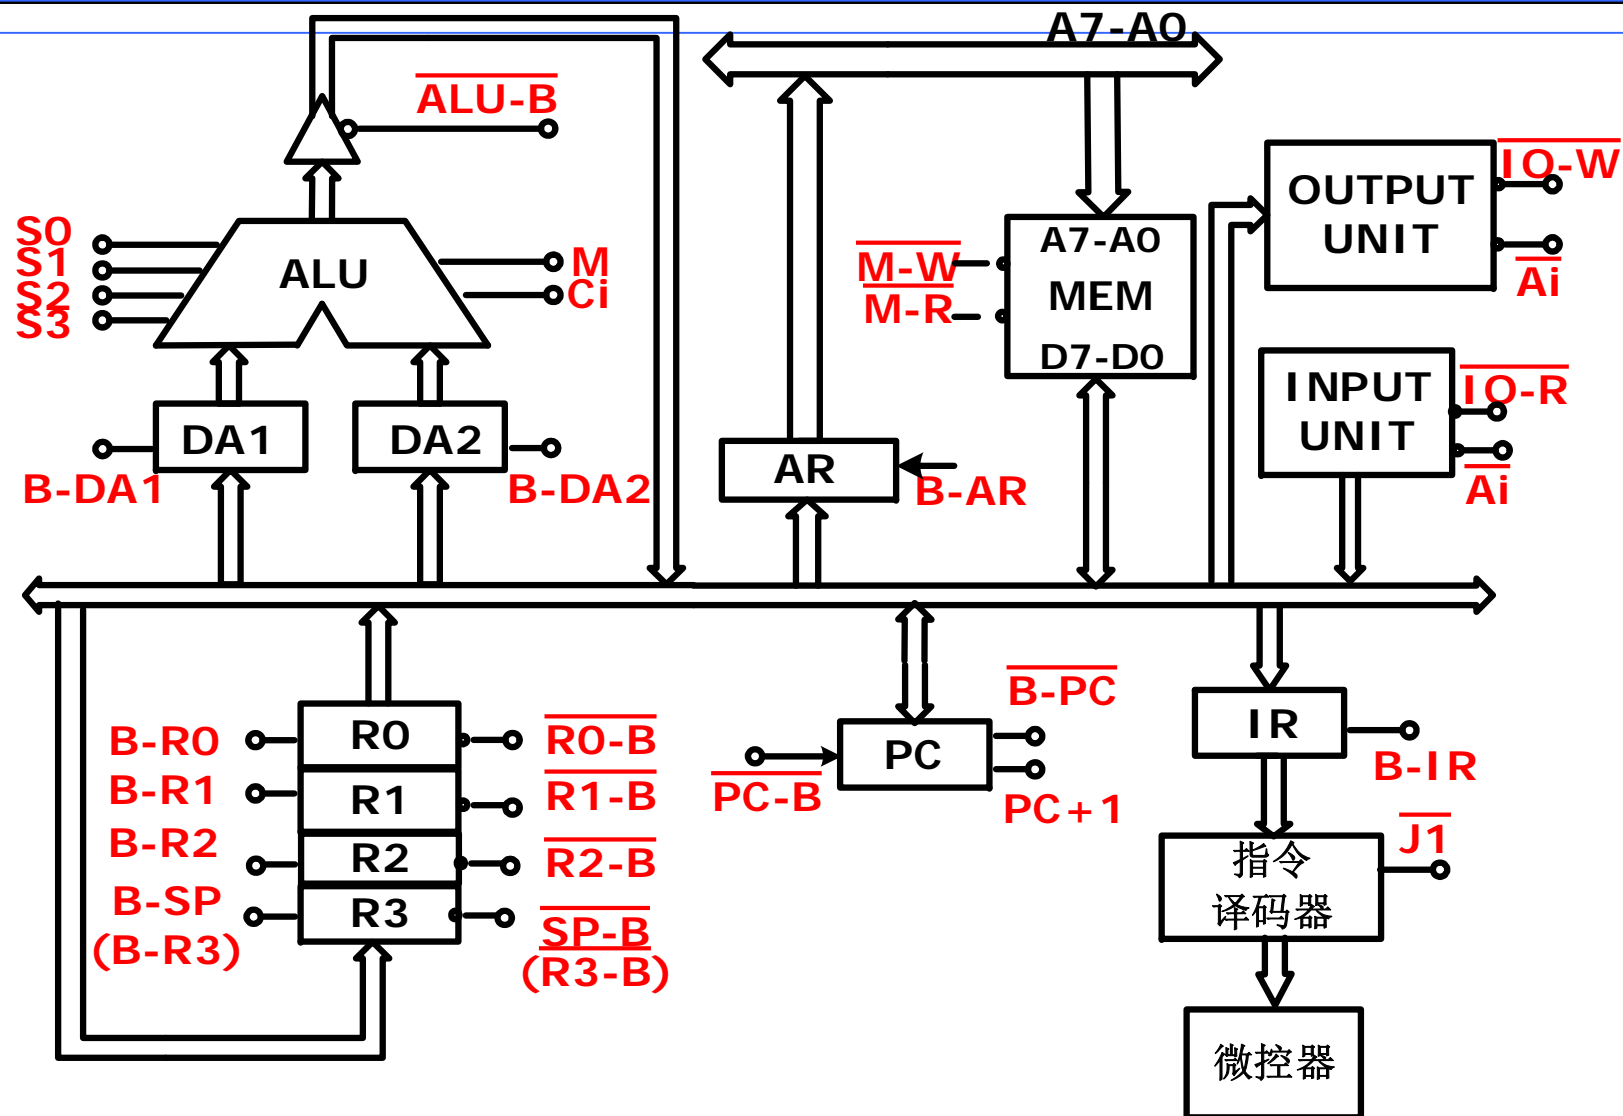 A7-A0
ALU-B
IO-W
OUTPUT
UNIT
Ai
S0
S1
S2
S3
ALU
M
Ci
M-W
M-R
A7-A0
MEM
D7-D0
INPUT
UNIT
IO-R
Ai
DA1
DA2
B-DA1
B-DA2
AR
B-AR
B-R0
R0
R0-B
B-R1
R1
R1-B
B-R2
R2
R2-B
B-SP
(B-R3)
R3
SP-B
(R3-B)
B-PC
PC
PC-B
PC+1
IR
B-IR
J1
指令
译码器
微控器